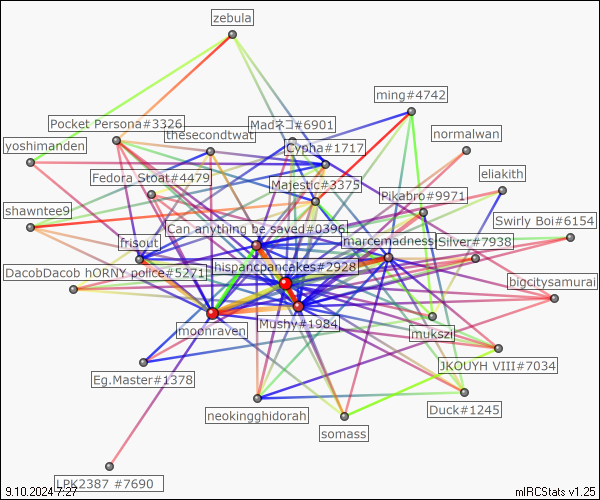 zebula
ming#4742
Pocket Persona#3326
Madネコ#6901
thesecondtwat
normalwan
yoshimanden
Cypha#1717
Fedora Stoat#4479
eliakith
Majestic#3375
Pikabro#9971
shawntee9
Swirly Boi#6154
Can anything be saved#0396
frisout
marcemadness
Silver#7938
DacobDacob hORNY police#5271
hispancpancakes#2928
bigcitysamurai
moonraven
Mushy#1984
mukszi
JKOUYH VIII#7034
Eg.Master#1378
neokingghidorah
Duck#1245
somass
LPK2387 #7690
9.10.2024 7:27
mIRCStats v1.25